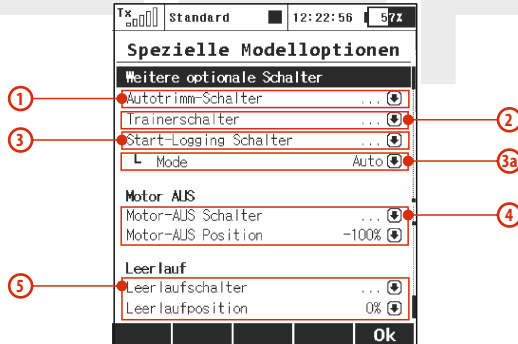 Tx Standard 12:22:56 57%
Spezielle Modelloptionen
Weitere optionale Schalter
1 Autotrimm-Schalter ...
Trainerschalter ... 2
3 Start-Logging Schalter ...
Mode Auto 3a
Motor AUS
Motor-AUS Schalter ... 4
Motor-AUS Position -100%
Leerlauf
5 Leerlaufschalter ...
Leerlaufposition 0%
Ok